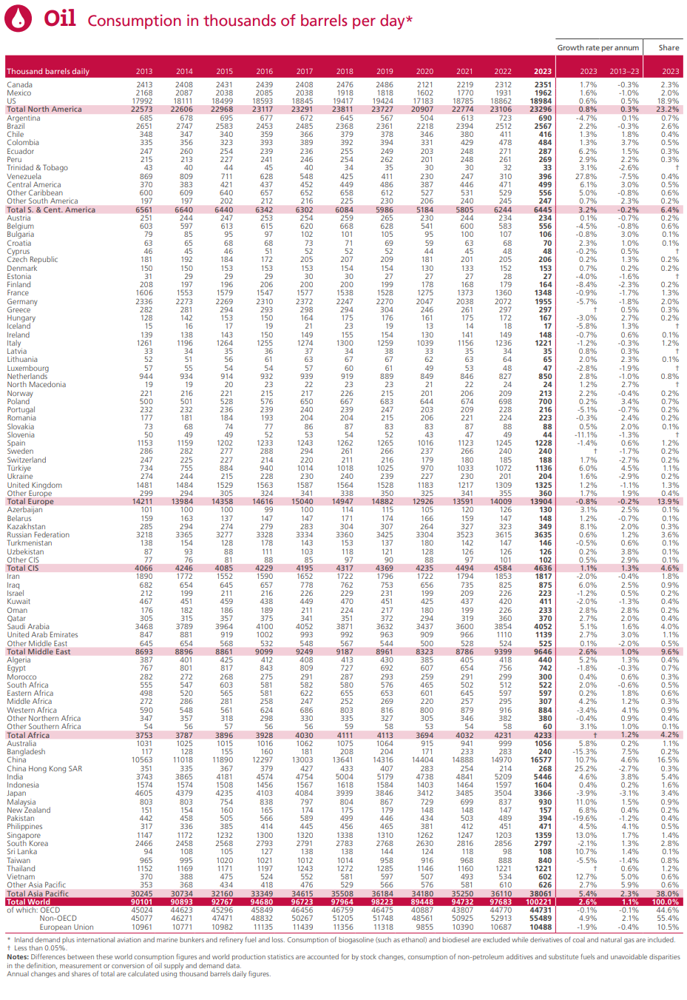 Oil Consumption in thousands of barrels per day*
Growth rate per annum Share
Thousand barrels daily 2013 2014 2015 2016 2017 2018 2019 2020 2021 2022 2023 2023 2013–23 2023
Canada 2413 2408 2431 2439 2408 2476 2486 2121 2219 2312 2351 1.7% -0.3% 2.3%
Mexico 2168 2087 2038 2085 2038 1918 1818 1602 1770 1931 1962 1.6% -1.0% 2.0%
US 17992 18111 18499 18593 18845 19417 19424 17183 18785 18862 18984 0.6% 0.5% 18.9%
Total North America 22573 22606 22968 23117 23291 23811 23727 20907 22774 23106 23296 0.8% 0.3% 23.2%
Argentina 685 678 695 677 672 645 567 504 613 723 690 -4.7% 0.1% 0.7%
Brazil 2651 2747 2583 2453 2485 2368 2361 2218 2394 2512 2567 2.2% -0.3% 2.6%
Chile 348 347 340 359 366 379 378 346 380 411 416 1.3% 1.8% 0.4%
Colombia 335 356 323 393 389 392 394 331 429 478 484 1.3% 3.7% 0.5%
Ecuador 247 260 254 239 236 255 249 203 248 271 287 6.2% 1.5% 0.3%
Peru 215 213 227 241 246 254 262 201 248 261 269 2.9% 2.2% 0.3%
Trinidad & Tobago 43 40 44 45 40 34 35 30 30 32 33 3.1% -2.6% †
Venezuela 869 809 711 628 548 425 411 230 247 310 396 27.8% -7.5% 0.4%
Central America 370 383 421 437 452 449 486 387 446 471 499 6.1% 3.0% 0.5%
Other Caribbean 600 609 640 657 652 658 612 527 531 529 556 5.0% -0.8% 0.6%
Other South America 197 197 202 212 216 225 230 206 240 245 247 0.7% 2.3% 0.2%
Total S. & Cent. America 6561 6640 6440 6342 6302 6084 5986 5184 5805 6244 6445 3.2% -0.2% 6.4%
Austria 251 244 247 253 254 259 265 230 244 234 234 0.1% -0.7% 0.2%
Belgium 603 597 613 615 620 668 628 541 600 583 556 -4.5% -0.8% 0.6%
Bulgaria 79 85 95 97 102 101 105 95 100 107 106 -0.8% 3.0% 0.1%
Croatia 63 65 68 68 73 71 69 59 63 68 70 2.3% 1.0% 0.1%
Cyprus 46 45 46 51 52 52 52 44 45 48 48 -0.2% 0.5% †
Czech Republic 181 192 184 172 205 207 209 181 201 205 206 0.2% 1.3% 0.2%
Denmark 150 150 153 153 153 154 154 130 133 152 153 0.7% 0.2% 0.2%
Estonia 31 29 29 29 30 30 27 27 27 28 27 -4.0% -1.6% †
Finland 208 197 196 206 200 200 199 178 168 179 164 -8.4% -2.3% 0.2%
France 1606 1553 1579 1547 1577 1538 1528 1275 1373 1360 1348 -0.9% -1.7% 1.3%
Germany 2336 2273 2269 2310 2372 2247 2270 2047 2038 2072 1955 -5.7% -1.8% 2.0%
Greece 282 281 294 293 298 294 304 246 261 297 297 † 0.5% 0.3%
Hungary 128 142 153 150 164 175 176 161 175 172 167 -3.0% 2.7% 0.2%
Iceland 15 16 17 19 21 23 19 13 14 18 17 -5.8% 1.3% †
Ireland 139 138 143 150 149 155 154 130 141 149 148 -0.7% 0.6% 0.1%
Italy 1261 1196 1264 1255 1274 1300 1259 1039 1156 1236 1221 -1.2% -0.3% 1.2%
Latvia 33 34 35 36 37 34 38 33 35 34 35 0.8% 0.3% †
Lithuania 52 51 56 61 63 67 67 62 63 64 65 2.0% 2.3% 0.1%
Luxembourg 57 55 54 54 57 60 61 49 53 48 47 -2.8% -1.9% †
Netherlands 944 934 914 932 939 919 889 849 846 827 850 2.8% -1.0% 0.8%
North Macedonia 19 19 20 23 22 23 23 21 22 24 24 1.2% 2.7% †
Norway 221 216 221 215 217 226 215 201 206 209 213 2.2% -0.4% 0.2%
Poland 500 501 528 576 650 667 683 644 674 698 700 0.2% 3.4% 0.7%
Portugal 232 232 236 239 240 239 247 203 209 228 216 -5.1% -0.7% 0.2%
Romania 177 181 184 193 204 204 215 206 221 224 223 -0.3% 2.4% 0.2%
Slovakia 73 68 74 77 86 87 83 83 87 88 88 0.5% 2.0% 0.1%
Slovenia 50 49 49 52 53 54 52 43 47 49 44 -11.1% -1.3% †
Spain 1153 1159 1202 1233 1243 1262 1265 1016 1123 1245 1228 -1.4% 0.6% 1.2%
Sweden 286 282 277 288 294 261 266 237 266 240 240 † -1.7% 0.2%
Switzerland 247 225 227 214 220 211 216 179 180 185 188 1.7% -2.7% 0.2%
Türkiye 734 755 884 940 1014 1018 1025 970 1033 1072 1136 6.0% 4.5% 1.1%
Ukraine 274 244 215 228 230 240 239 227 230 201 204 1.6% -2.9% 0.2%
United Kingdom 1481 1484 1529 1563 1587 1564 1528 1183 1217 1309 1325 1.2% -1.1% 1.3%
Other Europe 299 294 305 324 341 338 350 325 341 355 360 1.7% 1.9% 0.4%
Total Europe 14211 13984 14358 14616 15040 14947 14882 12926 13591 14009 13904 -0.8% -0.2% 13.9%
Azerbaijan 101 100 100 99 100 114 115 105 120 126 130 3.1% 2.5% 0.1%
Belarus 159 163 137 147 147 171 174 166 159 147 148 1.2% -0.7% 0.1%
Kazakhstan 285 294 274 279 283 304 307 264 327 323 349 8.1% 2.0% 0.3%
Russian Federation 3218 3365 3277 3328 3334 3360 3425 3304 3523 3615 3635 0.6% 1.2% 3.6%
Turkmenistan 138 154 128 178 143 153 137 180 142 147 146 -0.5% 0.6% 0.1%
Uzbekistan 87 93 88 111 103 118 121 128 126 126 126 0.2% 3.8% 0.1%
Other CIS 77 76 81 88 85 97 90 88 97 101 102 0.5% 2.9% 0.1%
Total CIS 4066 4246 4085 4229 4195 4317 4369 4235 4494 4584 4636 1.1% 1.3% 4.6%
Iran 1890 1772 1552 1590 1652 1722 1796 1722 1794 1853 1817 -2.0% -0.4% 1.8%
Iraq 682 654 645 657 778 762 753 656 735 825 875 6.0% 2.5% 0.9%
Israel 212 199 211 216 226 229 231 199 209 226 223 -1.2% 0.5% 0.2%
Kuwait 467 451 459 438 449 470 451 425 437 420 411 -2.0% -1.3% 0.4%
Oman 176 182 186 189 211 224 217 180 199 226 233 2.8% 2.8% 0.2%
Qatar 305 315 357 375 341 351 372 294 319 360 370 2.7% 2.0% 0.4%
Saudi Arabia 3468 3789 3964 4100 4052 3871 3632 3437 3600 3854 4052 5.1% 1.6% 4.0%
United Arab Emirates 847 881 919 1002 993 992 963 909 966 1110 1139 2.7% 3.0% 1.1%
Other Middle East 645 654 568 532 548 567 544 500 528 524 525 0.1% -2.0% 0.5%
Total Middle East 8693 8896 8861 9099 9249 9187 8961 8323 8786 9399 9646 2.6% 1.0% 9.6%
Algeria 387 401 425 412 408 413 430 385 405 418 440 5.2% 1.3% 0.4%
Egypt 767 801 817 843 809 727 692 607 654 756 742 -1.8% -0.3% 0.7%
Morocco 282 272 268 275 291 287 293 259 291 299 300 0.4% 0.6% 0.3%
South Africa 555 547 603 581 582 580 576 465 502 512 522 2.0% -0.6% 0.5%
Eastern Africa 498 520 565 581 622 655 653 601 645 597 597 0.2% 1.8% 0.6%
Middle Africa 272 286 281 258 247 252 269 220 257 295 307 4.2% 1.2% 0.3%
Western Africa 590 548 561 624 686 803 816 800 879 916 884 -3.4% 4.1% 0.9%
Other Northern Africa 347 357 318 298 330 335 327 305 346 382 380 -0.4% 0.9% 0.4%
Other Southern Africa 54 56 57 56 56 59 58 53 54 58 60 3.1% 1.0% 0.1%
Total Africa 3753 3787 3896 3928 4030 4111 4113 3694 4032 4231 4233 † 1.2% 4.2%
Australia 1031 1025 1015 1016 1062 1075 1064 915 941 999 1056 5.8% 0.2% 1.1%
Bangladesh 117 128 155 160 181 208 204 171 233 283 240 -15.3% 7.5% 0.2%
China 10563 11018 11890 12297 13003 13641 14316 14404 14888 14970 16577 10.7% 4.6% 16.5%
China Hong Kong SAR 351 335 367 379 427 433 407 283 254 214 268 25.2% -2.7% 0.3%
India 3743 3865 4181 4574 4754 5004 5179 4738 4841 5209 5446 4.6% 3.8% 5.4%
Indonesia 1574 1574 1508 1456 1567 1618 1584 1403 1464 1597 1604 0.4% 0.2% 1.6%
Japan 4605 4379 4235 4103 4084 3939 3846 3412 3485 3504 3366 -3.9% -3.1% 3.4%
Malaysia 803 803 754 838 797 804 867 729 699 837 930 11.0% 1.5% 0.9%
New Zealand 151 154 160 165 174 175 179 148 148 147 157 6.8% 0.4% 0.2%
Pakistan 442 458 505 566 589 499 446 434 503 489 394 -19.6% -1.2% 0.4%
Philippines 317 336 385 414 445 456 465 381 412 451 471 4.5% 4.1% 0.5%
Singapore 1147 1172 1232 1300 1320 1338 1310 1262 1247 1203 1359 13.0% 1.7% 1.4%
South Korea 2466 2458 2568 2793 2791 2783 2768 2630 2816 2856 2797 -2.1% 1.3% 2.8%
Sri Lanka 94 108 105 127 138 138 144 124 118 98 108 10.7% 1.4% 0.1%
Taiwan 965 995 1020 1021 1012 1014 958 916 968 888 840 -5.5% -1.4% 0.8%
Thailand 1152 1169 1171 1197 1243 1272 1285 1146 1160 1221 1221 † 0.6% 1.2%
Vietnam 370 388 475 524 552 581 597 507 493 534 602 12.7% 5.0% 0.6%
Other Asia Pacific 353 368 434 418 476 529 566 576 581 610 626 2.7% 5.9% 0.6%
Total Asia Pacific 30245 30734 32160 33349 34615 35508 36184 34180 35250 36110 38061 5.4% 2.3% 38.0%
Total World 90101 90893 92767 94680 96723 97964 98223 89448 94732 97683 100221 2.6% 1.1% 100.0%
of which: OECD 45024 44623 45296 45849 46456 46759 46475 40887 43807 44770 44731 -0.1% -0.1% 44.6%
Non-OECD 45077 46271 47471 48832 50267 51205 51748 48561 50925 52913 55489 4.9% 2.1% 55.4%
European Union 10961 10771 10982 11135 11439 11356 11318 9855 10390 10687 10488 -1.9% -0.4% 10.5%
* Inland demand plus international aviation and marine bunkers and refinery fuel and loss. Consumption of biogasoline (such as ethanol) and biodiesel are excluded while derivatives of coal and natural gas are included.
† Less than 0.05%.
Notes: Differences between these world consumption figures and world production statistics are accounted for by stock changes, consumption of non-petroleum additives and substitute fuels and unavoidable disparities
in the definition, measurement or conversion of oil supply and demand data.
Annual changes and shares of total are calculated using thousand barrels daily figures.